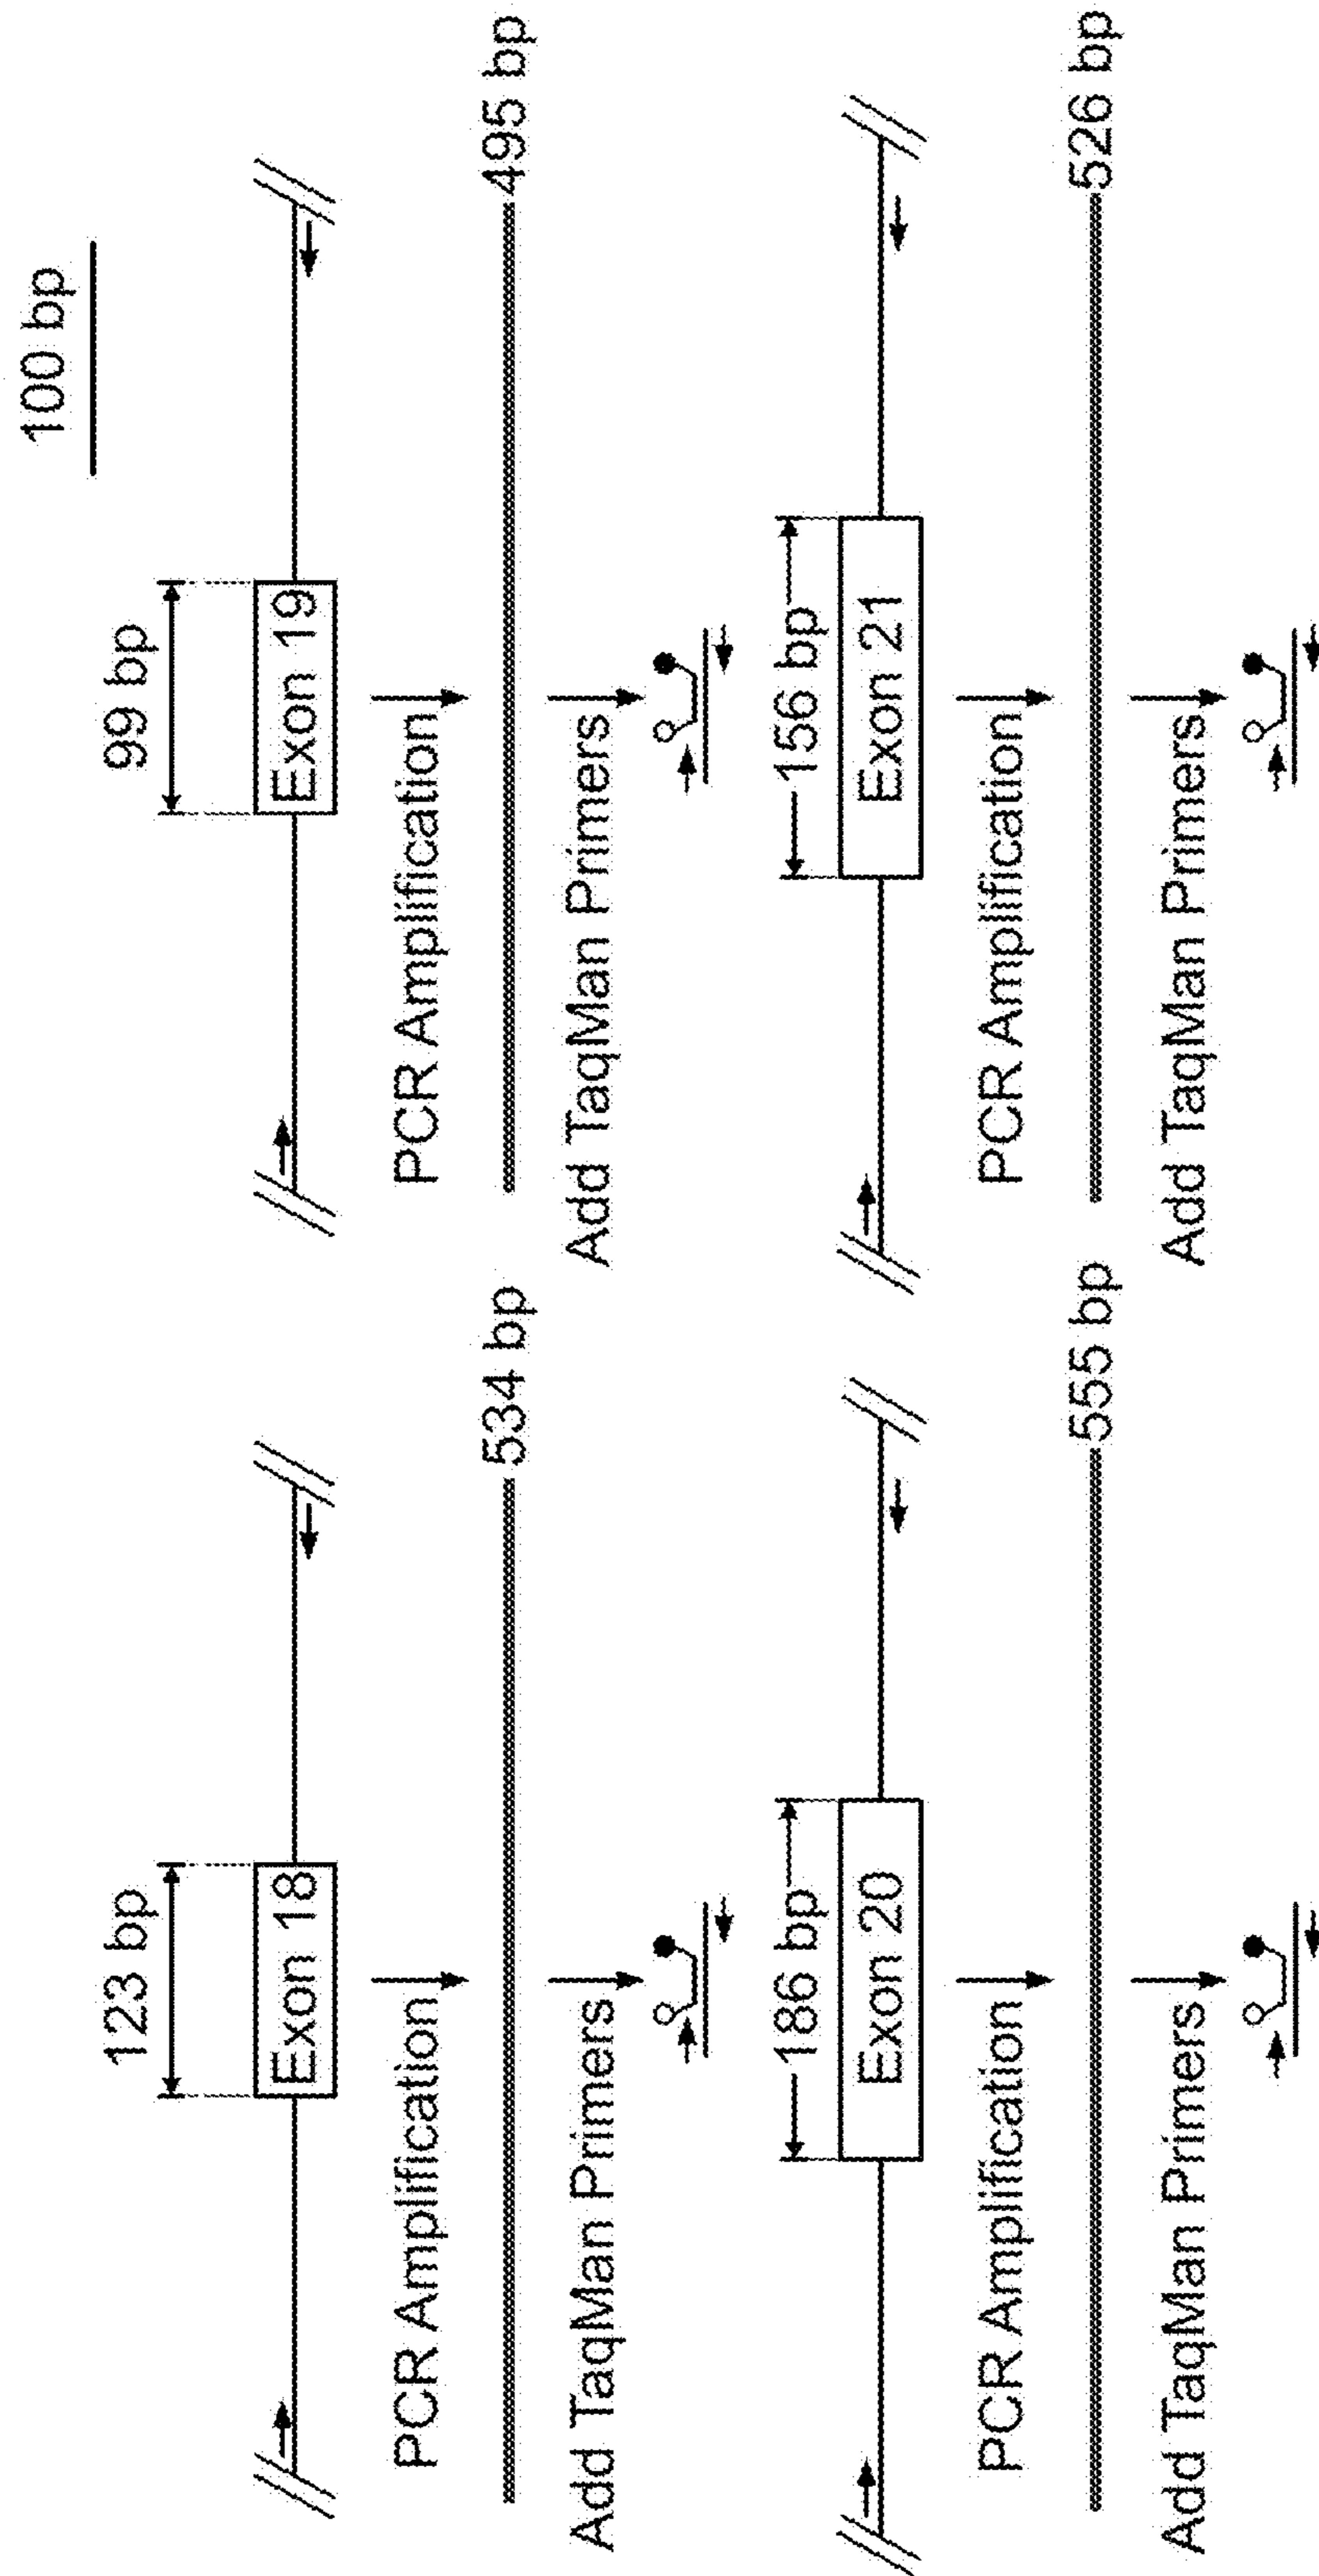 100 bp
123 bp
Exon 18
PCR Amplification
534 bp
Add TaqMan Primers
99 bp
Exon 19
PCR Amplification
495 bp
Add TaqMan Primers
186 bp
Exon 20
PCR Amplification
555 bp
Add TaqMan Primers
156 bp
Exon 21
PCR Amplification
526 bp
Add TaqMan Primers